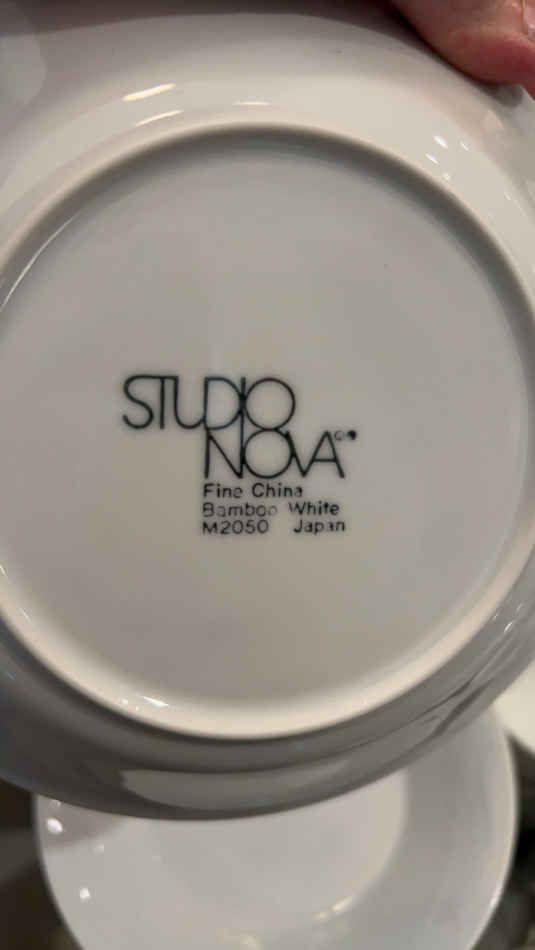 STUDIO
NOVA
Fine China
Bamboo White
M2050 Japan